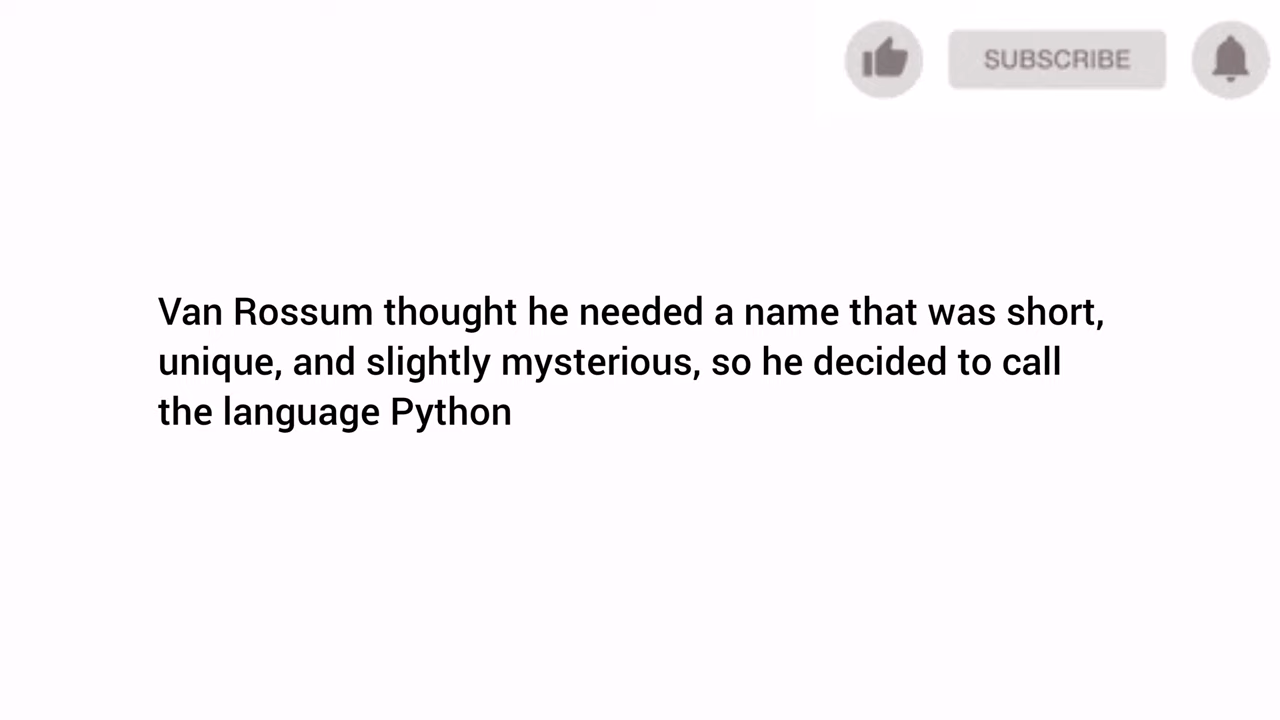 SUBSCRIBE
Van Rossum thought he needed a name that was short,
unique, and slightly mysterious, so he decided to call
the language Python